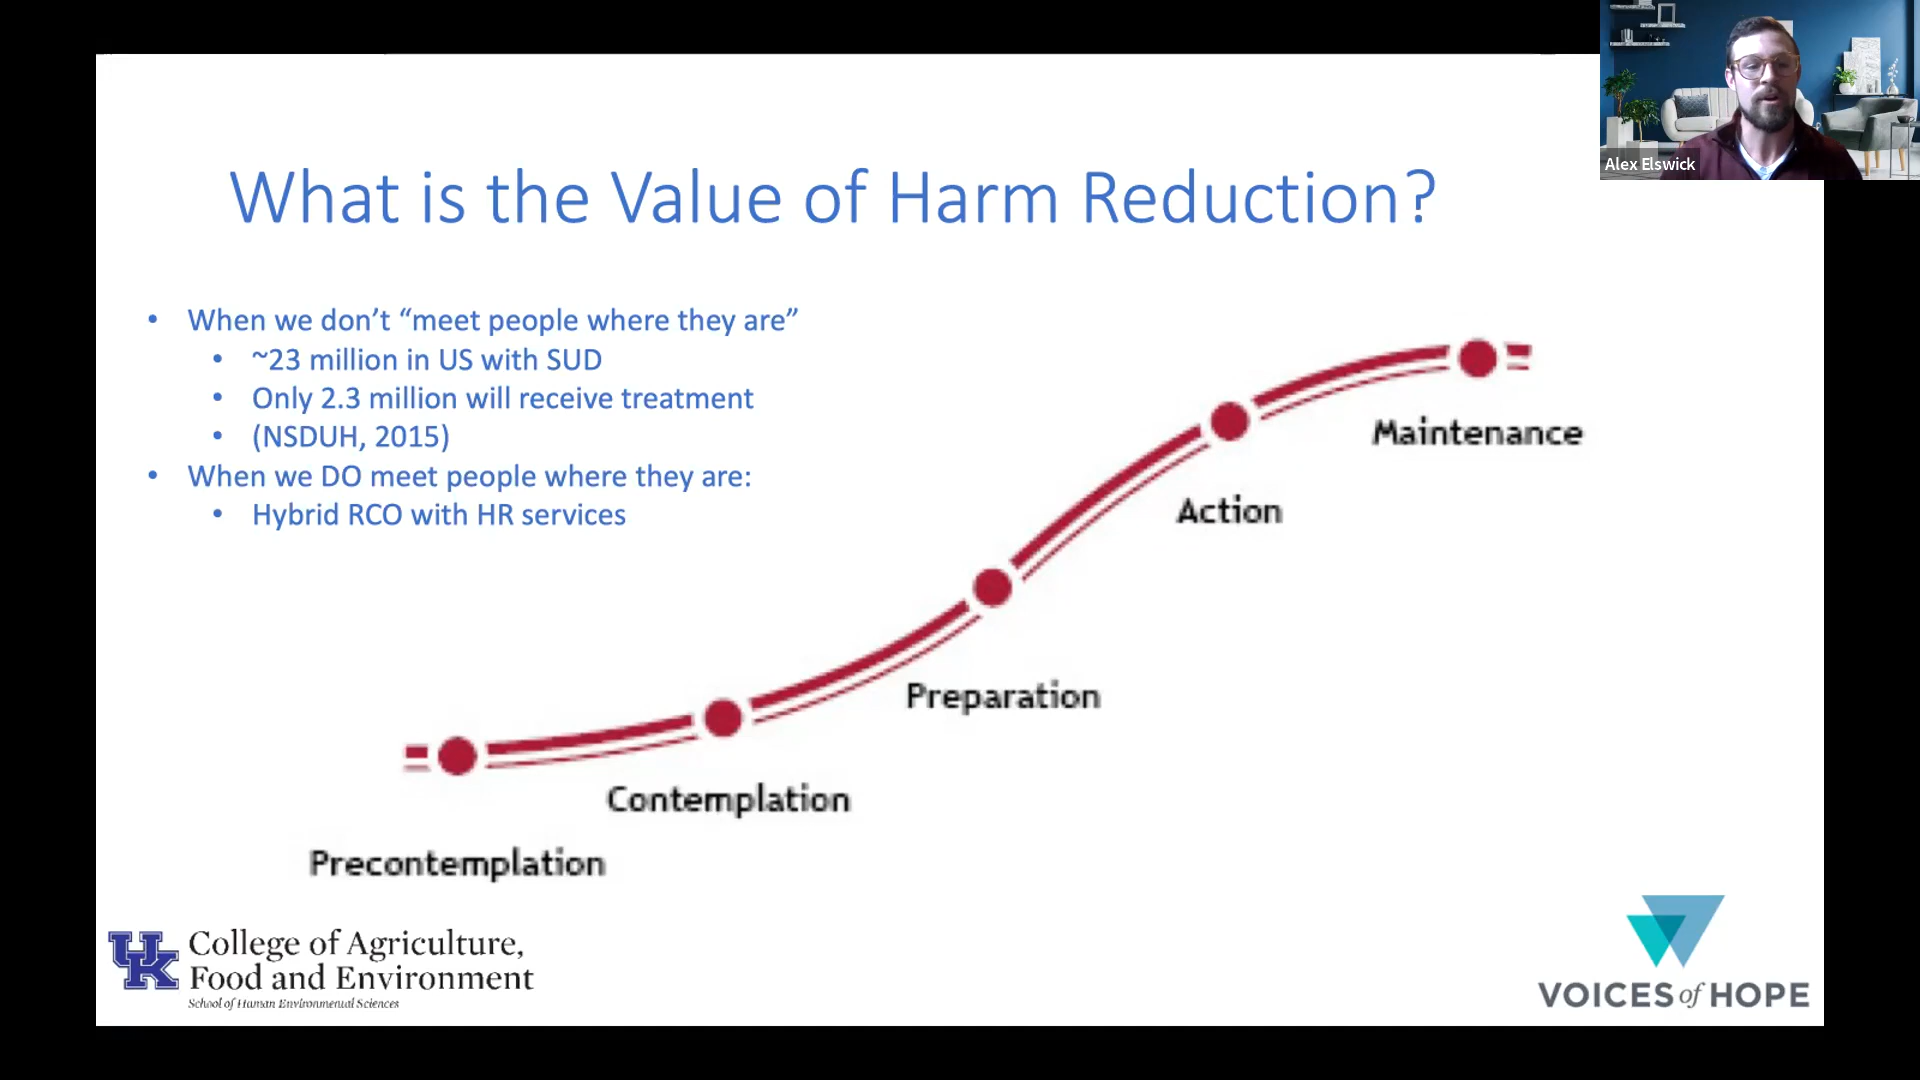 Alex Elswick
What is the Value of Harm Reduction?
• When we don’t “meet people where they are”
• ~23 million in US with SUD
• Only 2.3 million will receive treatment
• (NSDUH, 2015)
• When we DO meet people where they are:
• Hybrid RCO with HR services
Maintenance
Action
Preparation
Contemplation
Precontemplation
UK
College of Agriculture,
Food and Environment
School of Human Environmental Sciences
VOICES of HOPE